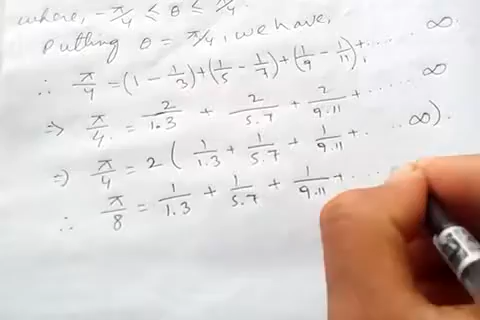 where, -π/4 ≤ θ ≤ π/4.
Putting θ = π/4, we have,
∴ π/4 = (1 - 1/3) + (1/5 - 1/7) + (1/9 - 1/11) + ..... ∞.
⇒ π/4 = 2/1.3 + 2/5.7 + 2/9.11 + ..... ∞
⇒ π/4 = 2 ( 1/1.3 + 1/5.7 + 1/9.11 + .... ∞ ).
∴ π/8 = 1/1.3 + 1/5.7 + 1/9.11 + ....